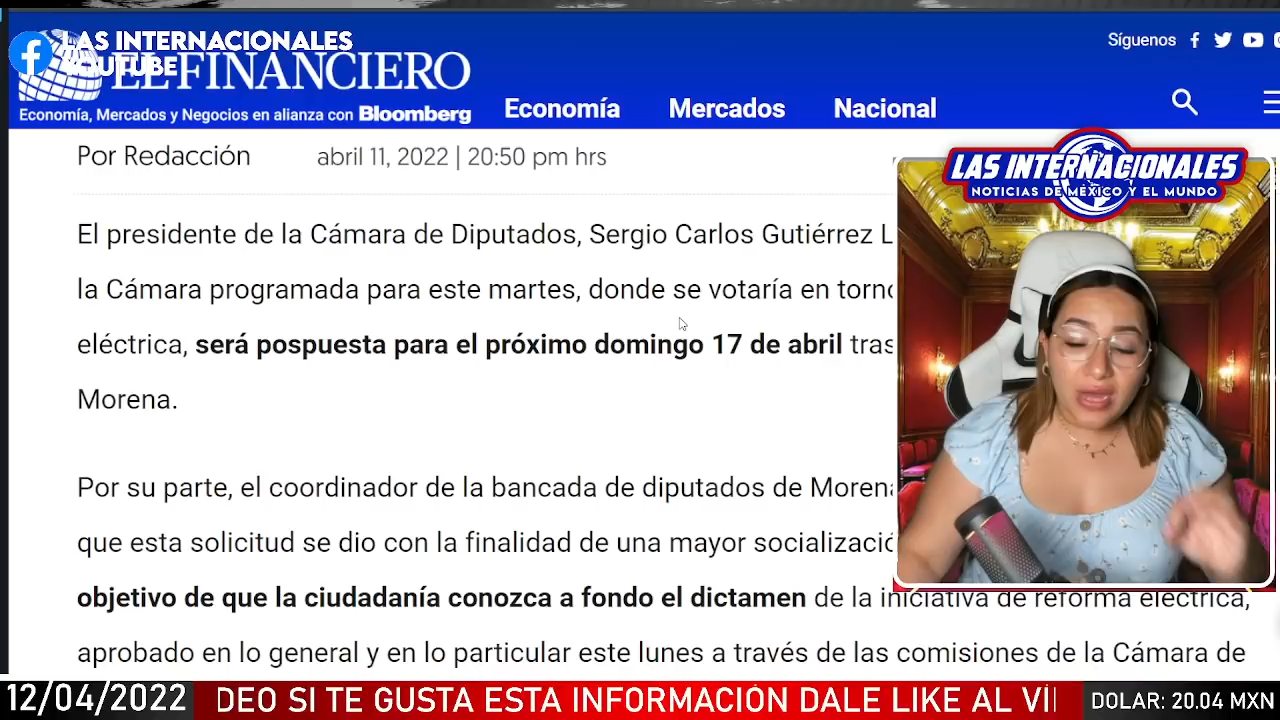 LAS INTERNACIONALES
YOUTUBE
EL FINANCIERO
Economía, Mercados y Negocios en alianza con Bloomberg
Economía Mercados Nacional
Síguenos
Por Redacción abril 11, 2022 | 20:50 pm hrs
LAS INTERNACIONALES
NOTICIAS DE MÉXICO Y EL MUNDO
El presidente de la Cámara de Diputados, Sergio Carlos Gutiérrez L
la Cámara programada para este martes, donde se votaría en torno
eléctrica, será pospuesta para el próximo domingo 17 de abril tras
Morena.
Por su parte, el coordinador de la bancada de diputados de Morena
que esta solicitud se dio con la finalidad de una mayor socializació
objetivo de que la ciudadanía conozca a fondo el dictamen de la iniciativa de reforma eléctrica,
aprobado en lo general y en lo particular este lunes a través de las comisiones de la Cámara de
12/04/2022 DEO SI TE GUSTA ESTA INFORMACIÓN DALE LIKE AL VÍ DOLAR: 20.04 MXN